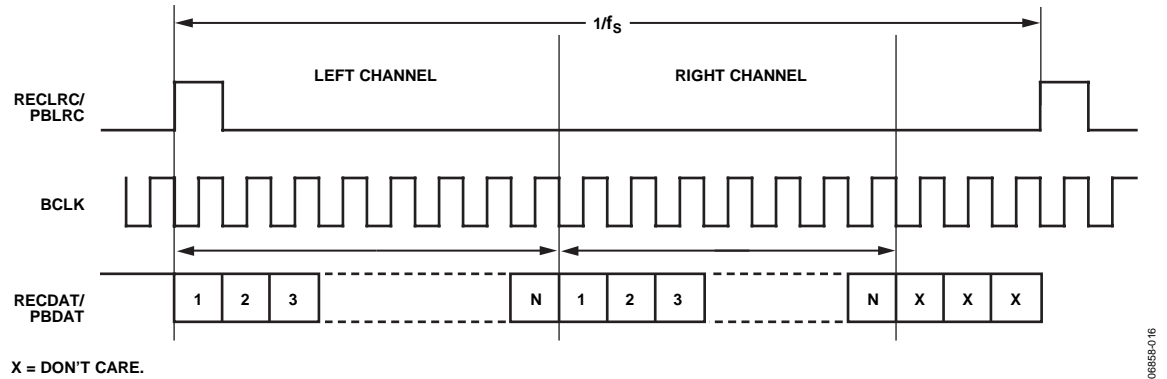 1/fS
LEFT CHANNEL
RIGHT CHANNEL
RECLRC/
PBLRC
BCLK
RECDAT/
PBDAT
1 2 3 N 1 2 3 N X X X
X = DON'T CARE.
06858-016